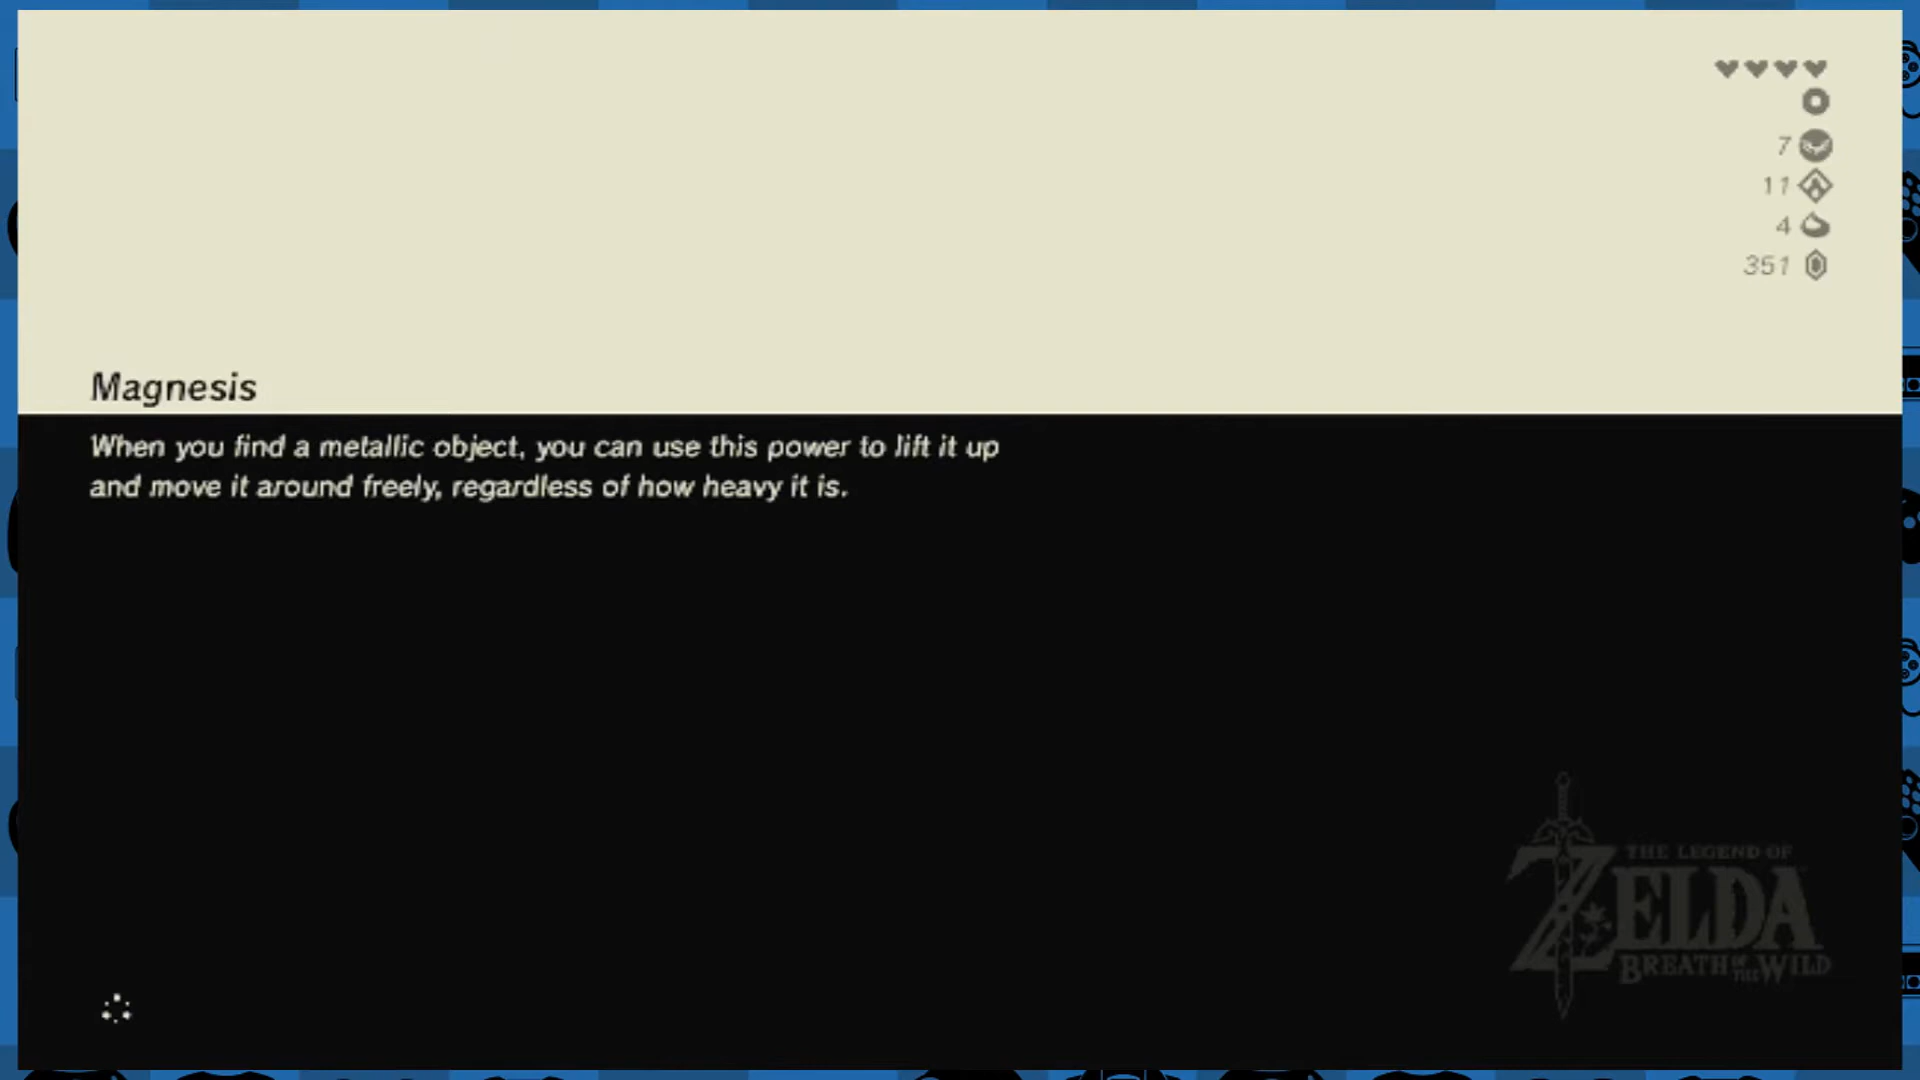 7
11
4
351
Magnesis
When you find a metallic object, you can use this power to lift it up
and move it around freely, regardless of how heavy it is.
THE LEGEND OF
ZELDA
BREATH OF THE WILD